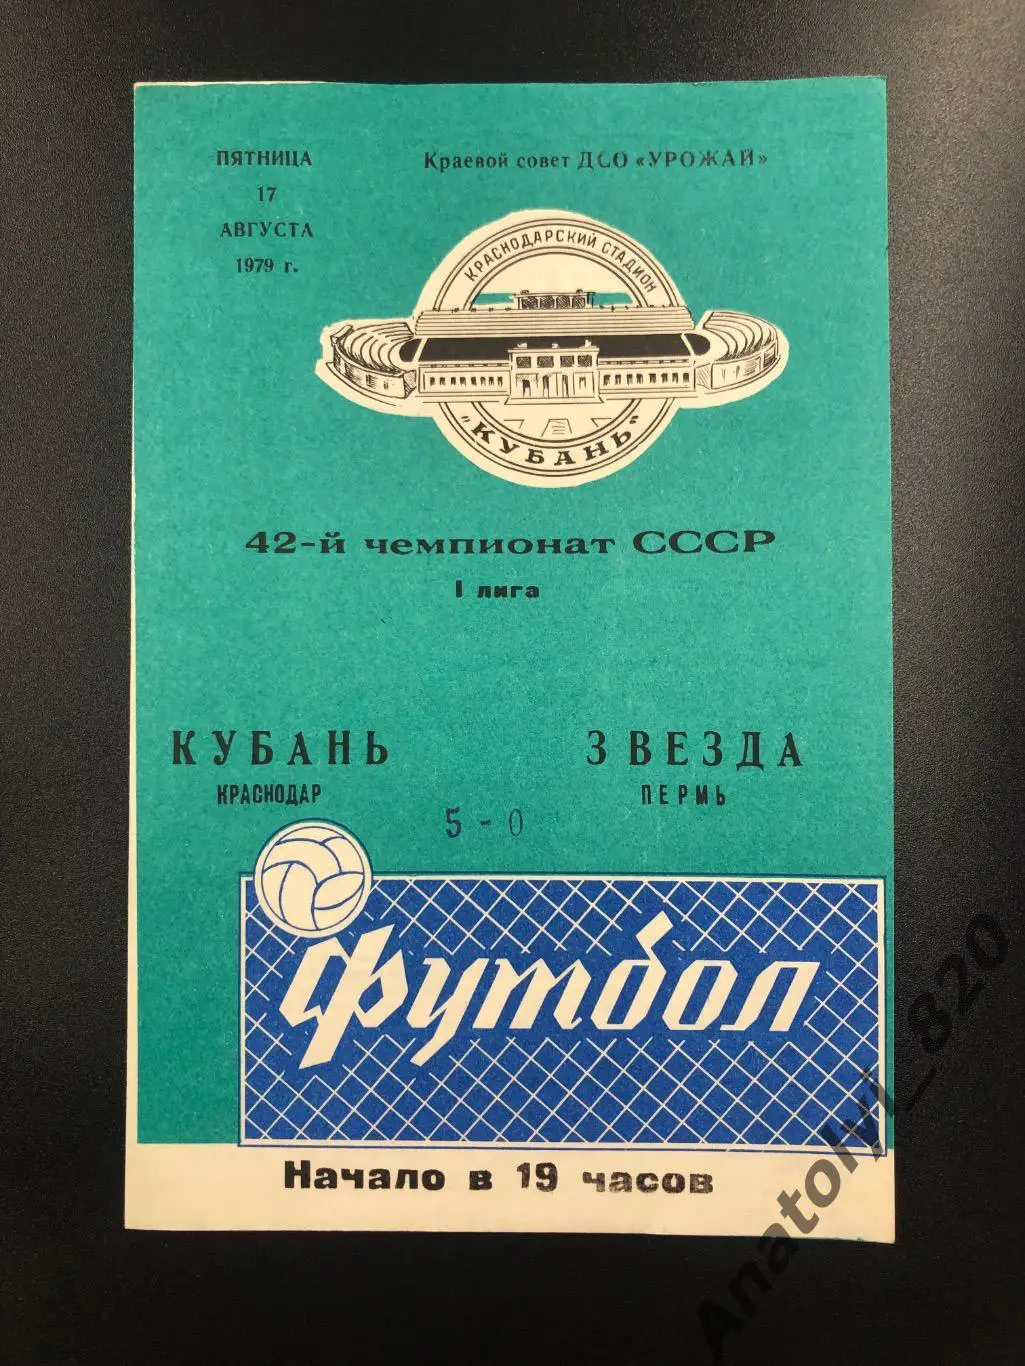 ПЯТНИЦА
17
АВГУСТА
1979 г.
Краевой совет ДСО «УРОЖАЙ»
КРАСНОДАРСКИЙ СТАДИОН
"КУБАНЬ"
42-й чемпионат СССР
I лига
КУБАНЬ
КРАСНОДАР
ЗВЕЗДА
ПЕРМЬ
5 - 0
Футбол
Начало в 19 часов
Anatolyi_820